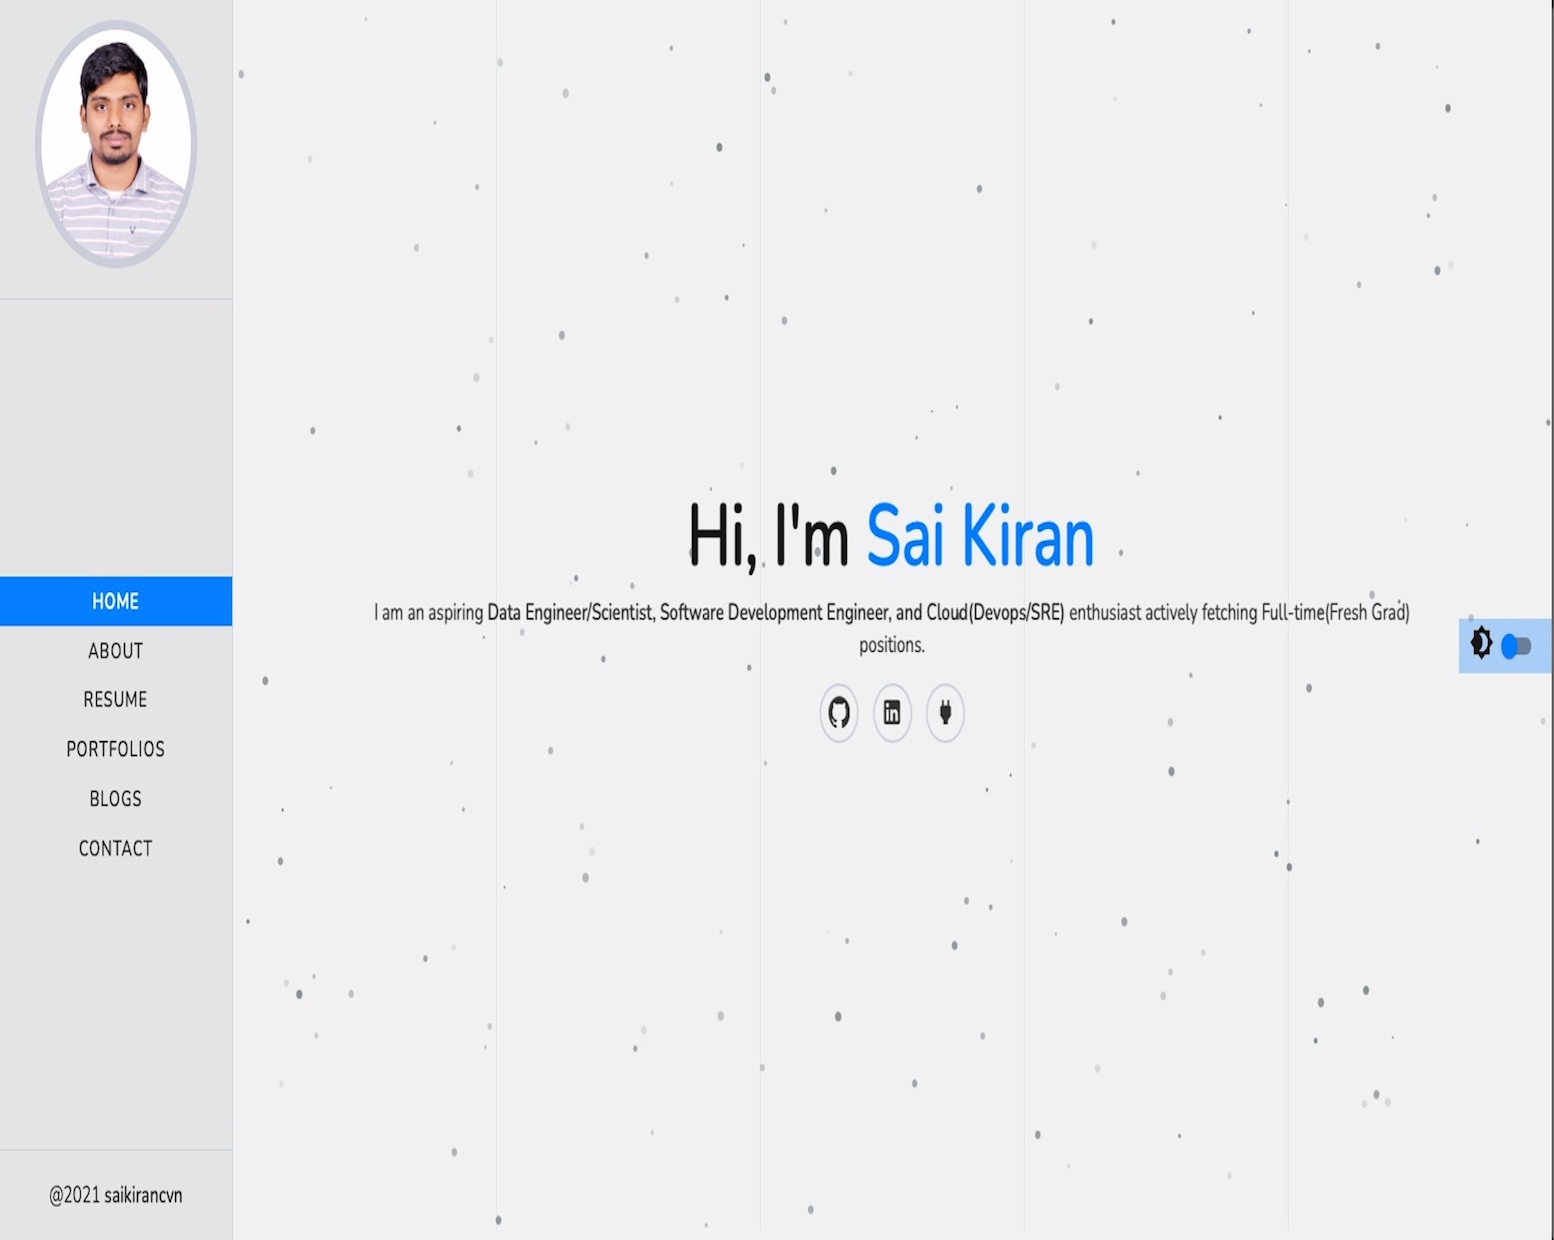 HOME
ABOUT
RESUME
PORTFOLIOS
BLOGS
CONTACT
@2021 saikirancvn
Hi, I'm Sai Kiran
I am an aspiring Data Engineer/Scientist, Software Development Engineer, and Cloud(Devops/SRE) enthusiast actively fetching Full-time(Fresh Grad)
positions.
in